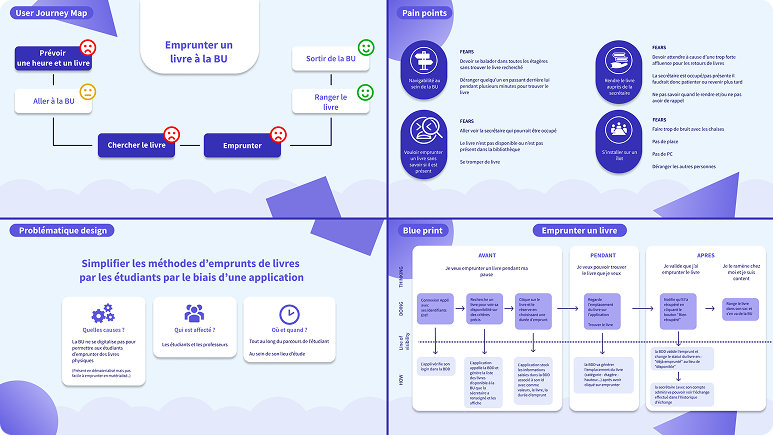 User Journey Map
Emprunter un
livre à la BU
Prévoir
une heure et un livre
Aller à la BU
Chercher le livre
Emprunter
Ranger le
livre
Sortir de la BU
Pain points
Navigabilité au
sein de la BU
FEARS
Devoir se balader dans toutes les étagères
sans trouver le livre recherché
Déranger quelqu'un en passant derrière lui
pendant plusieurs minutes pour trouver le
livre
Rendre le livre
auprès de la
secrétaire
FEARS
Devoir attendre à cause d'une trop forte
affluence pour les retours de livres
La secrétaire est occupé/pas présente il
faudrait donc patienter ou revenir plus tard
Ne pas savoir quand le rendre et/ou ne pas
avoir de rappel
Vouloir emprunter
un livre sans
savoir si il est
présent
FEARS
Aller voir la secrétaire qui pourrait être occupé
Le livre n'est pas disponible ou n'est pas
présent dans la bibliothèque
Se tromper de livre
S'installer sur un
îlot
FEARS
Faire trop de bruit avec les chaises
Pas de place
Pas de PC
Déranger les autres personnes
Problématique design
Simplifier les méthodes d'emprunts de livres
par les étudiants par le biais d'une application
Quelles causes ?
La BU ne se digitalise pas pour
permettre aux étudiants
d'emprunter des livres
physiques
(Présent en dématérialisé mais pas
facile à emprunter en matérialisé..)
Qui est affecté ?
Les étudiants et les professeurs
Où et quand ?
Tout au long du parcours de l'étudiant
Au sein de son lieu d'étude
Blue print
Emprunter un livre
AVANT
PENDANT
APRES
THINKING
Je veux emprunter un livre pendant ma
pause
Je veux pouvoir trouver
le livre que je veux
Je valide que j'ai
emprunter le livre
Je le ramène chez
moi et je suis
content
DOING
Connexion Appli
avec
ses identifiants
ENT
Recherche un
livre pour voir sa
disponibilité sur
des critères
précis.
Clique sur le
livre et le
réserve en
choisissant une
durée d'emprunt
Regarde
l'emplacement
du livre sur
l'application
Trouver le livre
Notifie qu'il l'a
récupéré en
cliquant le
bouton "Bien
récupéré"
Range le livre
dans son sac et
s'en va de la BU
Line of
visibility
HOW
L'appli vérifie son
login dans la BDD
L'application
appelle la BDD et
génère la liste
des livres
disponible à la
BU que la
secrétaire a
renseigné et les
affiche
L'application stock
les informations
saisies dans la BDD
associé à son id
avec comme
valeurs, le livre, la
durée d'emprunt
la BDD va générer
l'emplacement du livre
(catégorie - étagère -
hauteur...) après avoir
cliqué sur emprunter
la BDD valide l'emprunt et
change le statut du livre en :
"déjà emprunté" au lieu de
"disponible"
la secrétaire (avec son compte
admin) va pouvoir voir l'échange
effectué dans l'historique
d'échange